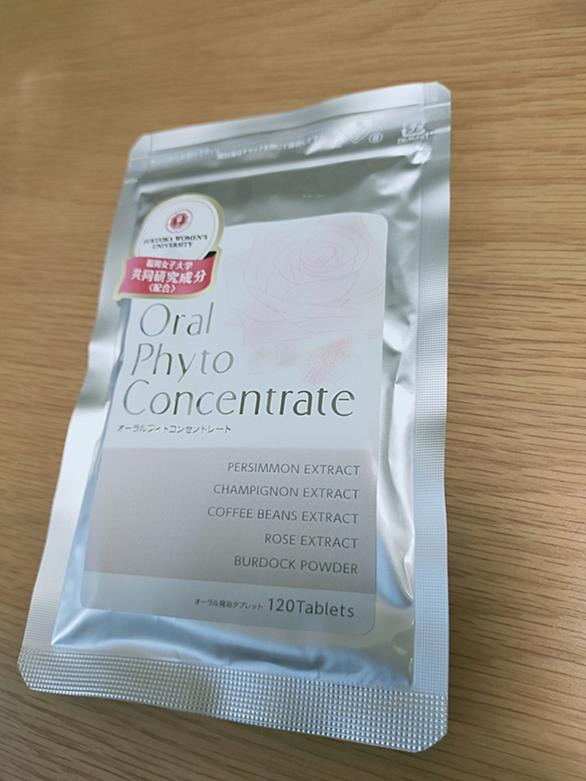 FUKUOKA WOMEN'S
UNIVERSITY
福岡女子大学
共同研究成分
〈配合〉
Oral
Phyto
Concentrate
オーラルフィトコンセントレート
PERSIMMON EXTRACT
CHAMPIGNON EXTRACT
COFFEE BEANS EXTRACT
ROSE EXTRACT
BURDOCK POWDER
オーラル発泡タブレット 120Tablets